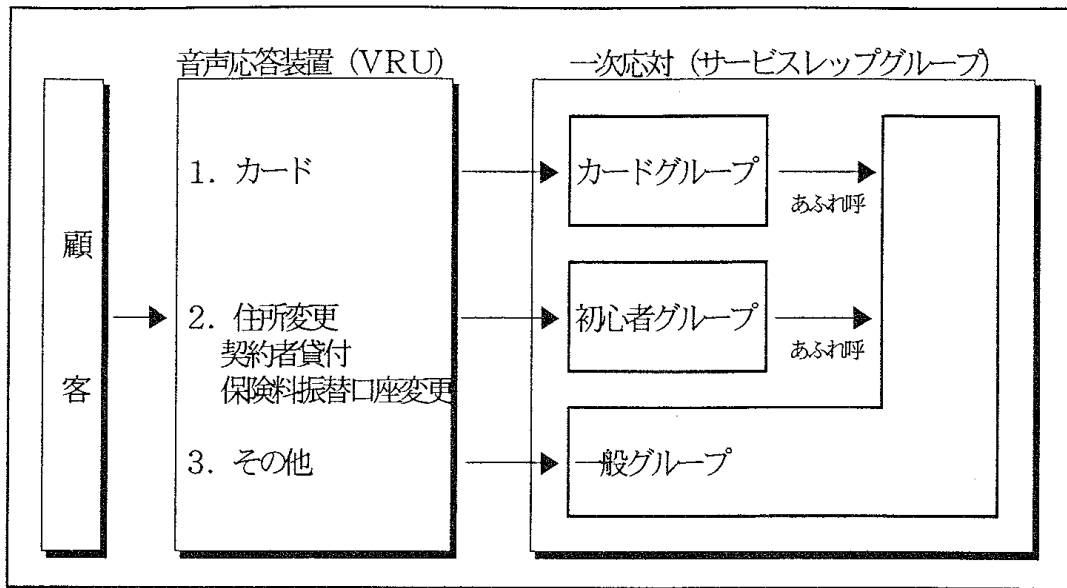 音声応答装置（VRU）
一次応対（サービスレップグループ）
顧客
1．カード
カードグループ
あふれ呼
2．住所変更
契約者貸付
保険料振替口座変更
初心者グループ
あふれ呼
3．その他
一般グループ